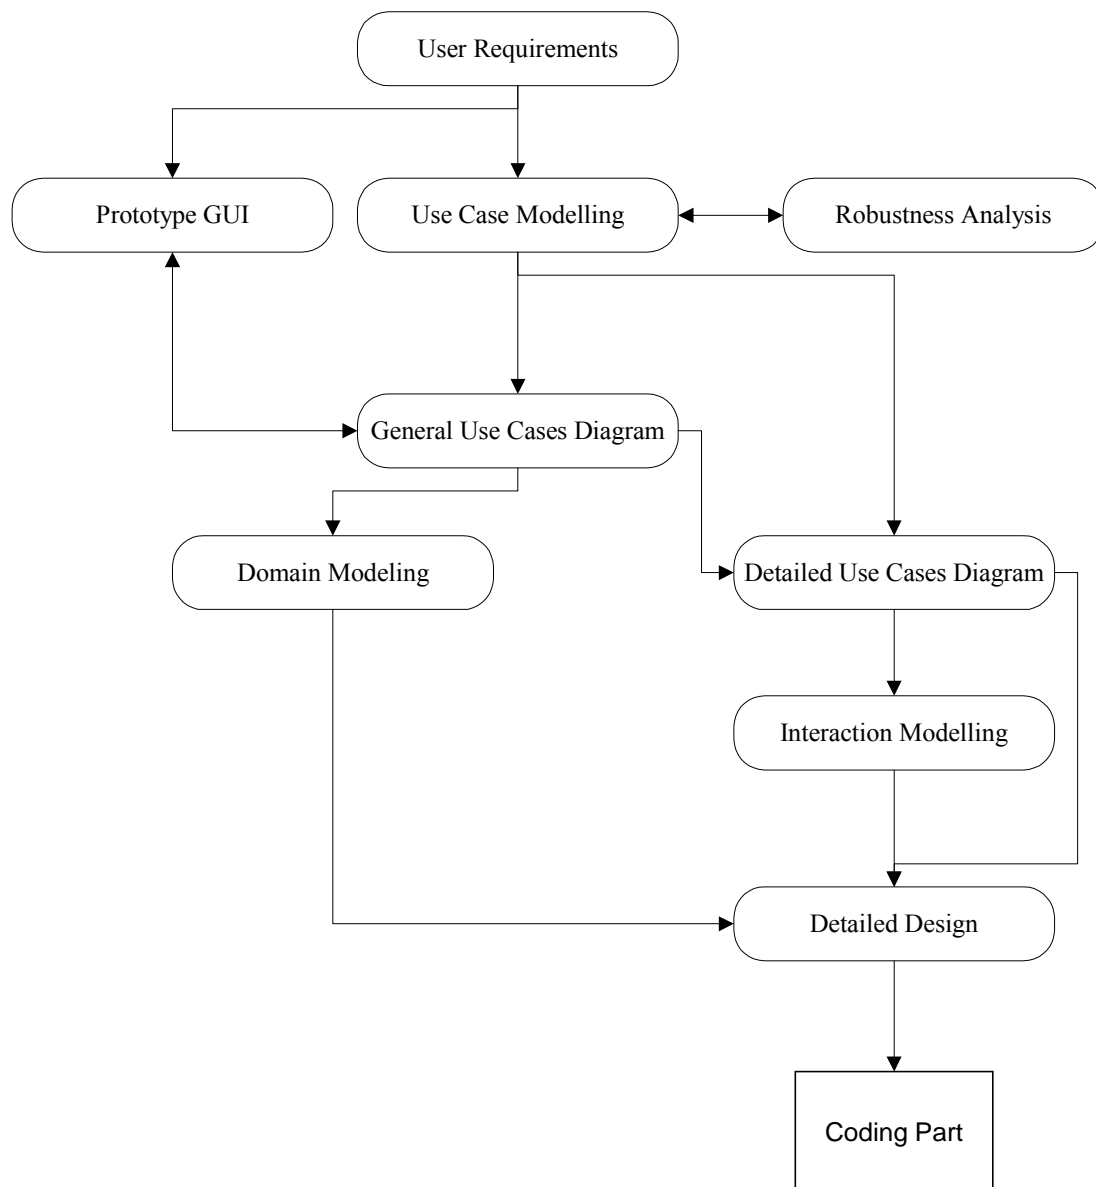 User Requirements
Prototype GUI
Use Case Modelling
Robustness Analysis
General Use Cases Diagram
Domain Modeling
Detailed Use Cases Diagram
Interaction Modelling
Detailed Design
Coding Part